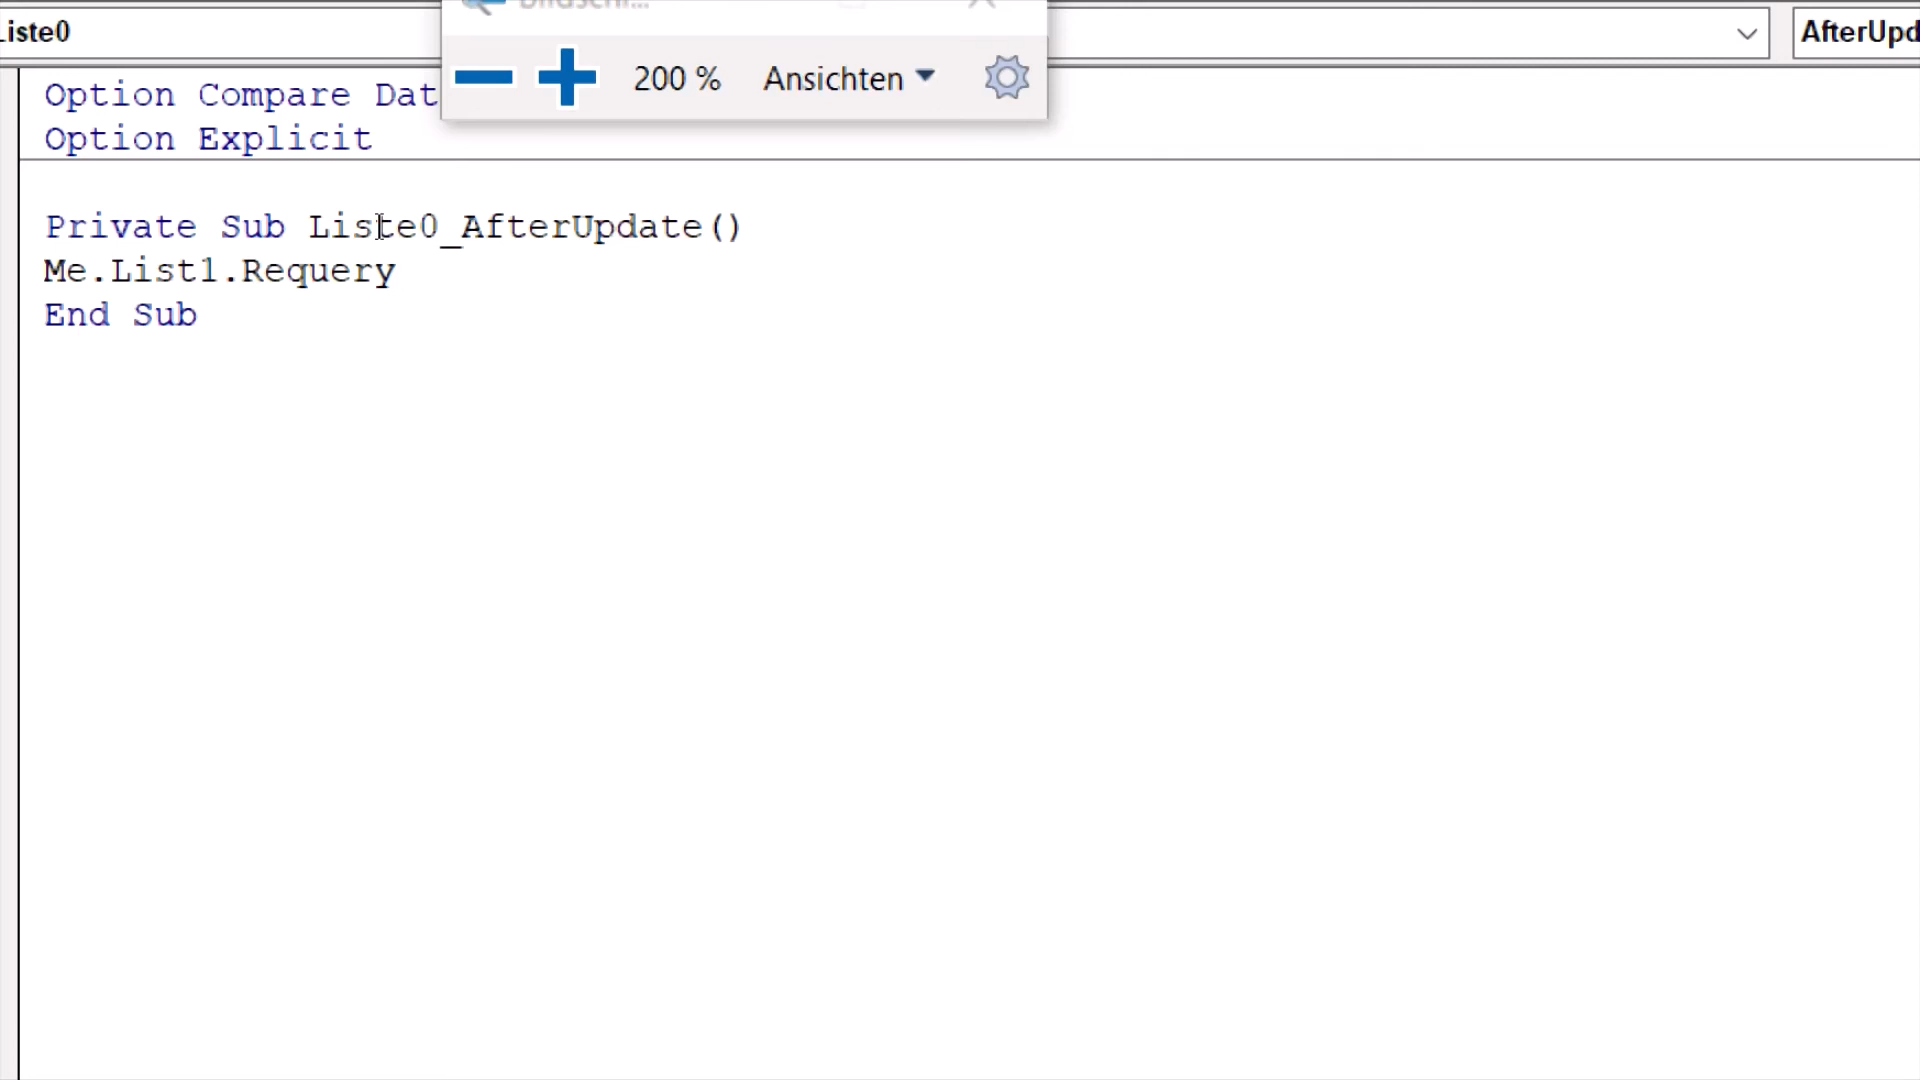 Liste0
AfterUpd
200 %
Ansichten
Option Compare Dat
Option Explicit
Private Sub Liste0_AfterUpdate()
Me.List1.Requery
End Sub